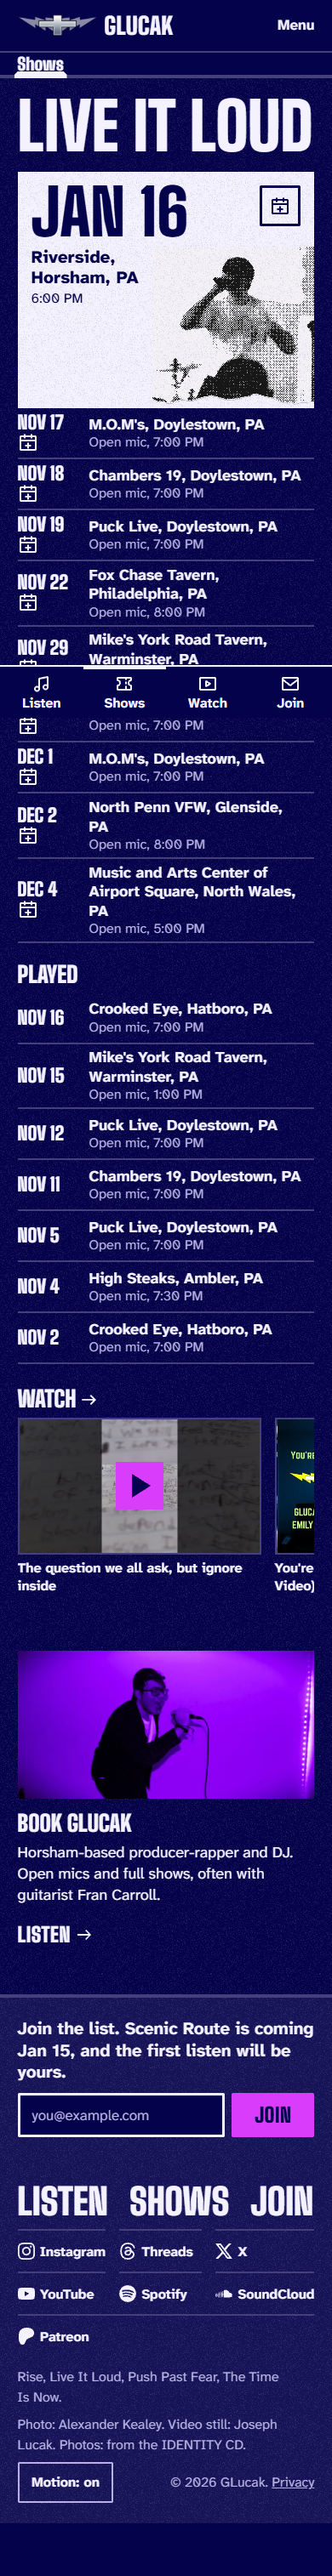 GLUCAK
Menu
Shows
LIVE IT LOUD
JAN 16
Riverside,
Horsham, PA
6:00 PM
NOV 17
M.O.M's, Doylestown, PA
Open mic, 7:00 PM
NOV 18
Chambers 19, Doylestown, PA
Open mic, 7:00 PM
NOV 19
Puck Live, Doylestown, PA
Open mic, 7:00 PM
NOV 22
Fox Chase Tavern,
Philadelphia, PA
Open mic, 8:00 PM
NOV 29
Mike's York Road Tavern,
Warminster, PA
Listen
Shows
Watch
Join
Open mic, 7:00 PM
DEC 1
M.O.M's, Doylestown, PA
Open mic, 7:00 PM
DEC 2
North Penn VFW, Glenside,
PA
Open mic, 8:00 PM
DEC 4
Music and Arts Center of
Airport Square, North Wales,
PA
Open mic, 5:00 PM
PLAYED
NOV 16
Crooked Eye, Hatboro, PA
Open mic, 7:00 PM
NOV 15
Mike's York Road Tavern,
Warminster, PA
Open mic, 1:00 PM
NOV 12
Puck Live, Doylestown, PA
Open mic, 7:00 PM
NOV 11
Chambers 19, Doylestown, PA
Open mic, 7:00 PM
NOV 5
Puck Live, Doylestown, PA
Open mic, 7:00 PM
NOV 4
High Steaks, Ambler, PA
Open mic, 7:30 PM
NOV 2
Crooked Eye, Hatboro, PA
Open mic, 7:00 PM
WATCH →
YOU'RE
GLUCA
EMILY
The question we all ask, but ignore
inside
You're
Video)
BOOK GLUCAK
Horsham-based producer-rapper and DJ.
Open mics and full shows, often with
guitarist Fran Carroll.
LISTEN →
Join the list. Scenic Route is coming
Jan 15, and the first listen will be
yours.
you@example.com
JOIN
LISTEN SHOWS JOIN
Instagram
Threads
X
YouTube
Spotify
SoundCloud
Patreon
Rise, Live It Loud, Push Past Fear, The Time
Is Now.
Photo: Alexander Kealey. Video still: Joseph
Lucak. Photos: from the IDENTITY CD.
Motion: on
© 2026 GLucak. Privacy